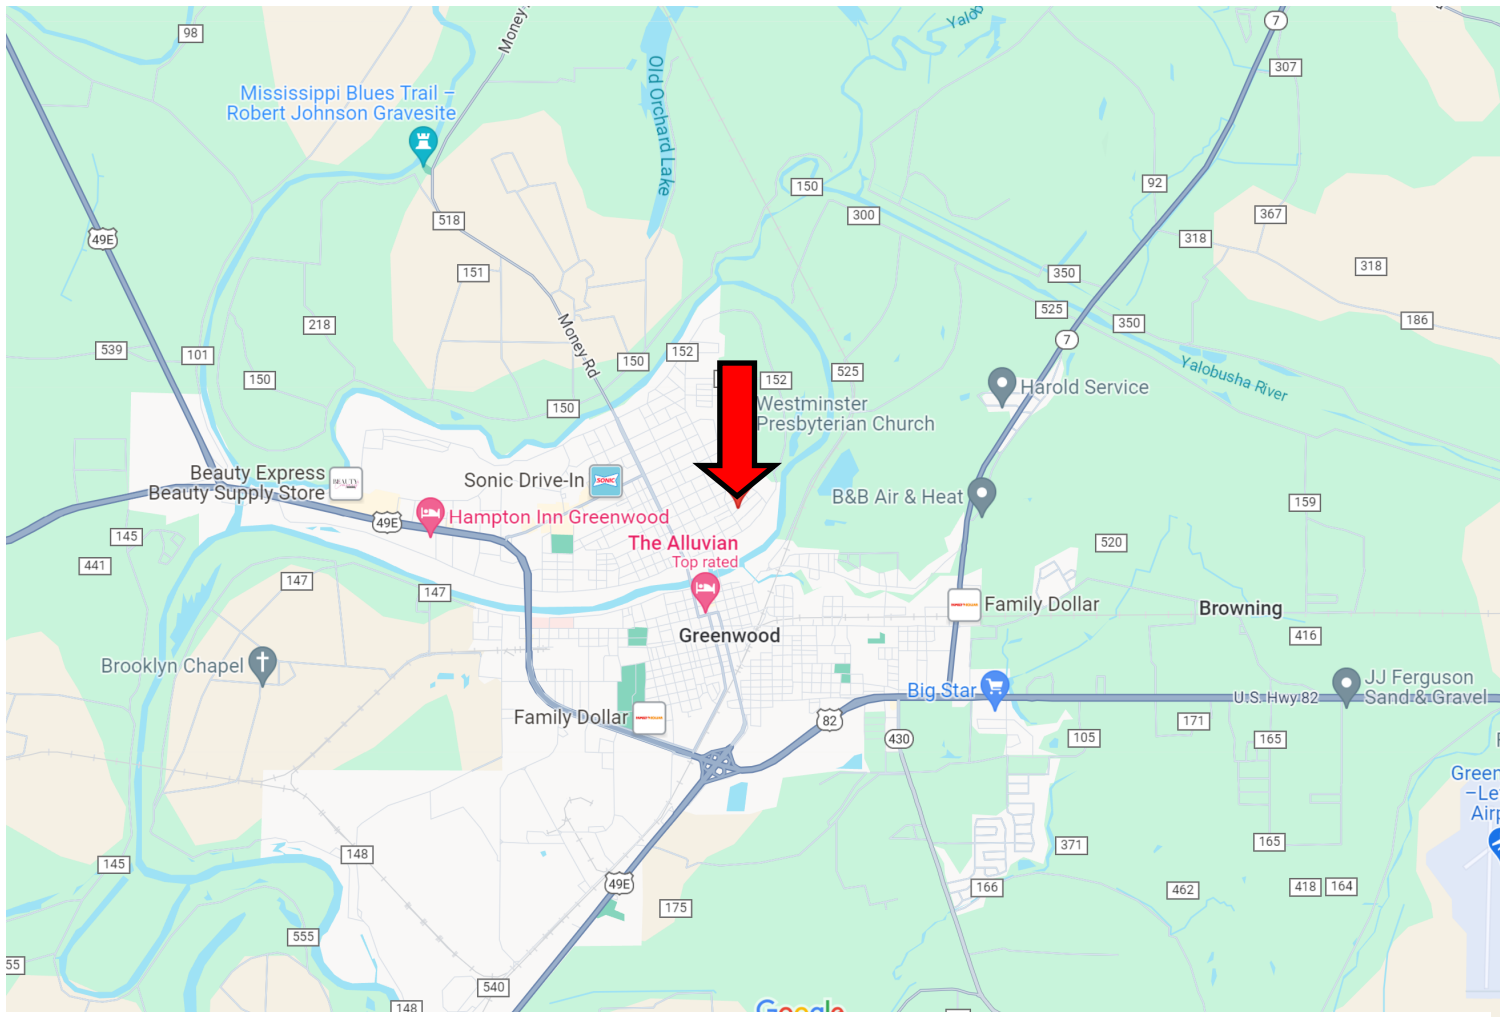 98
Money
Yalob
7
307
Mississippi Blues Trail –
Robert Johnson Gravesite
Old Orchard Lake
150
92
518
300
367
49E
318
151
350
318
525
218
Money Rd
350
186
539
101
150
152
7
150
152
525
Yalobusha River
150
Westminster
Presbyterian Church
Harold Service
Beauty Express
Beauty Supply Store
BEAUTY
Sonic Drive-In
SONIC
B&B Air & Heat
159
49E
Hampton Inn Greenwood
145
The Alluvian
Top rated
520
441
147
147
Family Dollar
Browning
Greenwood
416
Brooklyn Chapel
JJ Ferguson
Sand & Gravel
Big Star
U.S. Hwy 82
Family Dollar
82
171
430
105
165
Green
–Le
Airp
145
148
371
165
49E
166
462
418
164
175
555
55
540
148
Google